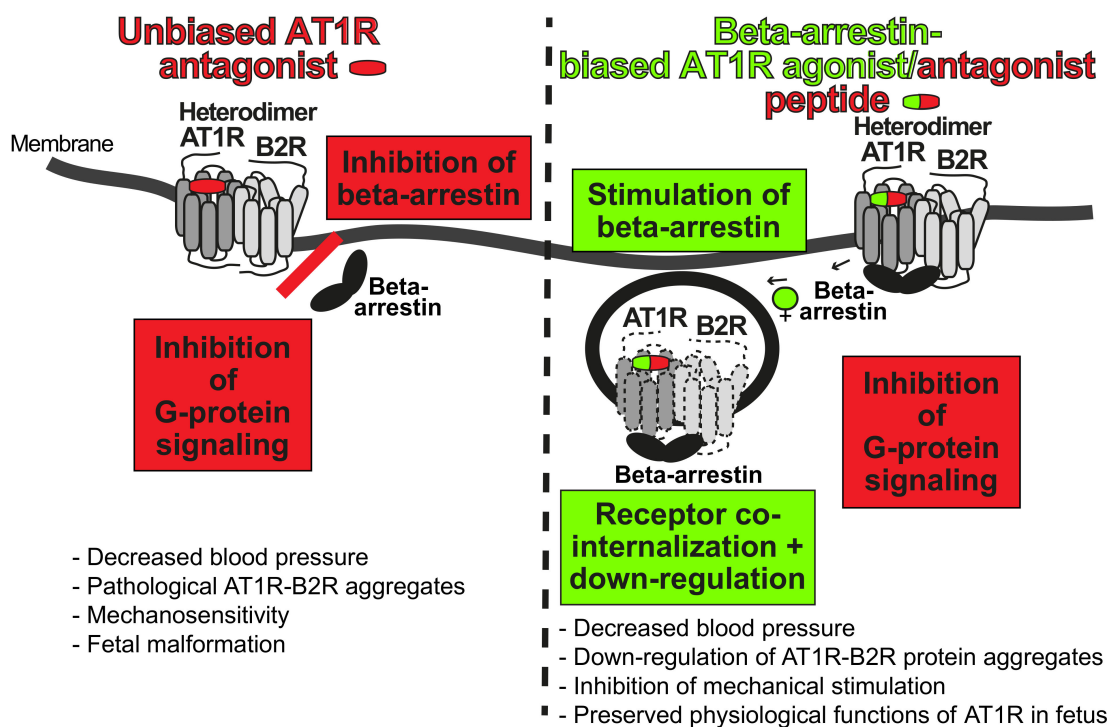 Unbiased AT1R
antagonist
Heterodimer
AT1R
B2R
Membrane
Inhibition of
beta-arrestin
Beta-
arrestin
Inhibition
of
G-protein
signaling
- Decreased blood pressure
- Pathological AT1R-B2R aggregates
- Mechanosensitivity
- Fetal malformation
Beta-arrestin-
biased AT1R agonist/antagonist
peptide
Heterodimer
AT1R
B2R
Stimulation of
beta-arrestin
Beta-
arrestin
AT1R
B2R
Beta-arrestin
Inhibition
of
G-protein
signaling
Receptor co-
internalization +
down-regulation
- Decreased blood pressure
- Down-regulation of AT1R-B2R protein aggregates
- Inhibition of mechanical stimulation
- Preserved physiological functions of AT1R in fetus